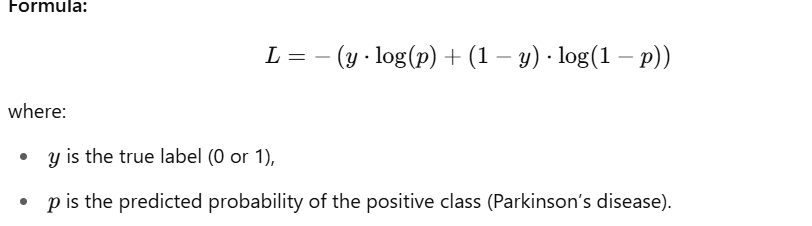 Formula:
L = − (y · log(p) + (1 − y) · log(1 − p))
where:
• y is the true label (0 or 1),
• p is the predicted probability of the positive class (Parkinson’s disease).